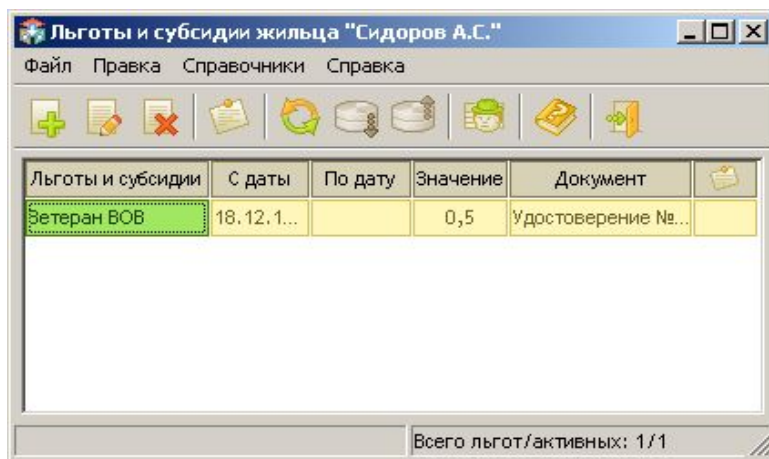 Льготы и субсидии жильца "Сидоров А.С."
Файл Правка Справочники Справка
Льготы и субсидии С даты По дату Значение Документ
Ветеран ВОВ 18.12.1... 0,5 Удостоверение №...
Всего льгот/активных: 1/1